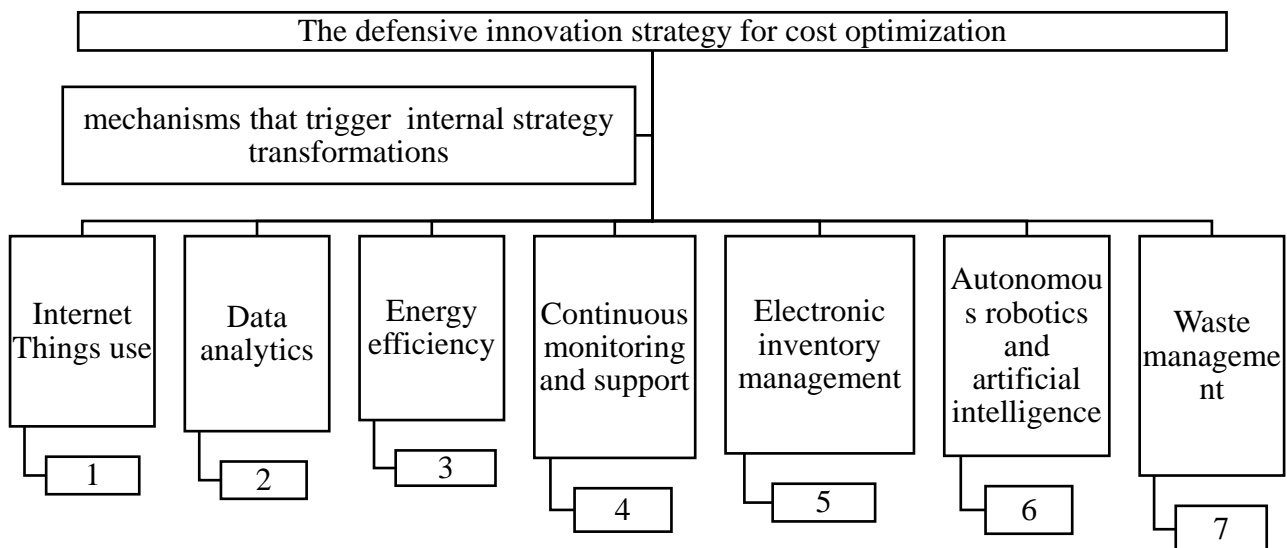 The defensive innovation strategy for cost optimization
mechanisms that trigger  internal strategy
transformations
Internet
Things use
1
Data
analytics
2
Energy
efficiency
3
Continuous
monitoring
and support
4
Electronic
inventory
management
5
Autonomou
s robotics
and
artificial
intelligence
6
Waste
manageme
nt
7